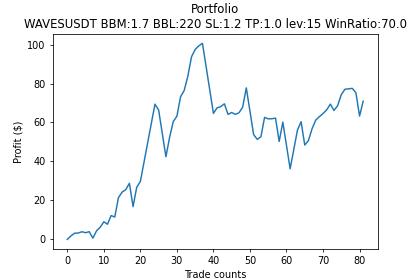 Portfolio
WAVESUSDT BBM:1.7 BBL:220 SL:1.2 TP:1.0 lev:15 WinRatio:70.0
100
80
60
40
20
0
Profit ($)
0 10 20 30 40 50 60 70 80
Trade counts